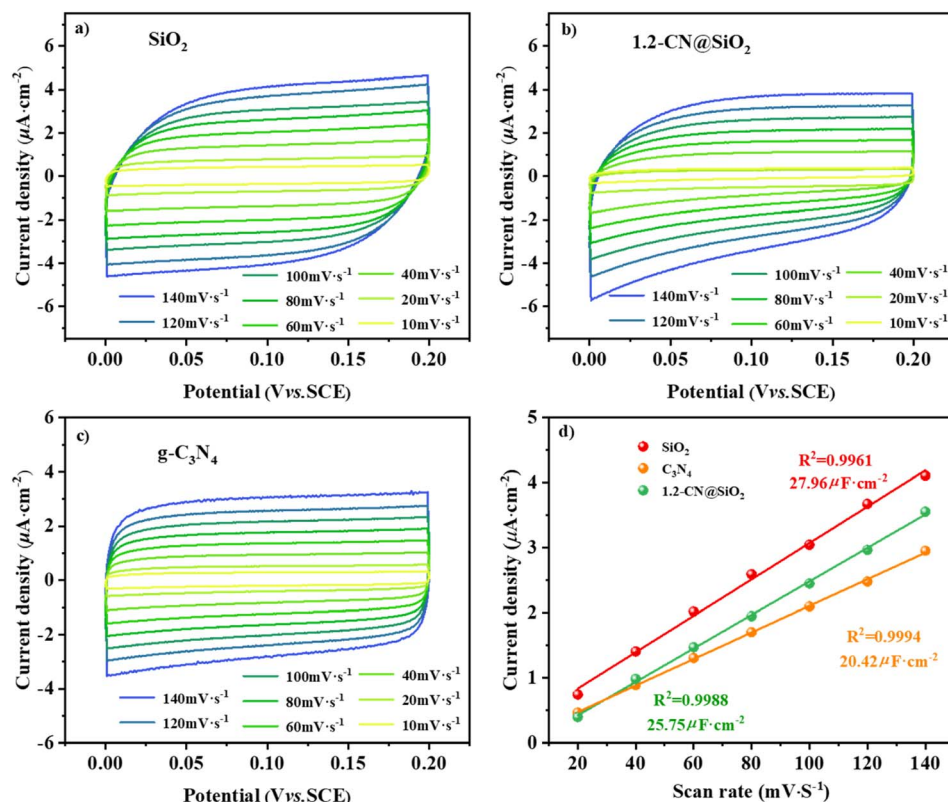 a)
SiO₂
6
4
2
0
-2
-4
-6
Current density (μA·cm⁻²)
140mV·s⁻¹
120mV·s⁻¹
100mV·s⁻¹
80mV·s⁻¹
60mV·s⁻¹
40mV·s⁻¹
20mV·s⁻¹
10mV·s⁻¹
0.00 0.05 0.10 0.15 0.20
Potential (Vvs.SCE)
b)
1.2-CN@SiO₂
6
4
2
0
-2
-4
-6
Current density (μA·cm⁻²)
140mV·s⁻¹
120mV·s⁻¹
100mV·s⁻¹
80mV·s⁻¹
60mV·s⁻¹
40mV·s⁻¹
20mV·s⁻¹
10mV·s⁻¹
0.00 0.05 0.10 0.15 0.20
Potential (Vvs.SCE)
c)
g-C₃N₄
6
4
2
0
-2
-4
-6
Current density (μA·cm⁻²)
140mV·s⁻¹
120mV·s⁻¹
100mV·s⁻¹
80mV·s⁻¹
60mV·s⁻¹
40mV·s⁻¹
20mV·s⁻¹
10mV·s⁻¹
0.00 0.05 0.10 0.15 0.20
Potential (Vvs.SCE)
d)
SiO₂
C₃N₄
1.2-CN@SiO₂
R²=0.9961
27.96μF·cm⁻²
R²=0.9994
20.42μF·cm⁻²
R²=0.9988
25.75μF·cm⁻²
5
4
3
2
1
0
Current density (μA·cm⁻²)
20 40 60 80 100 120 140
Scan rate (mV·S⁻¹)